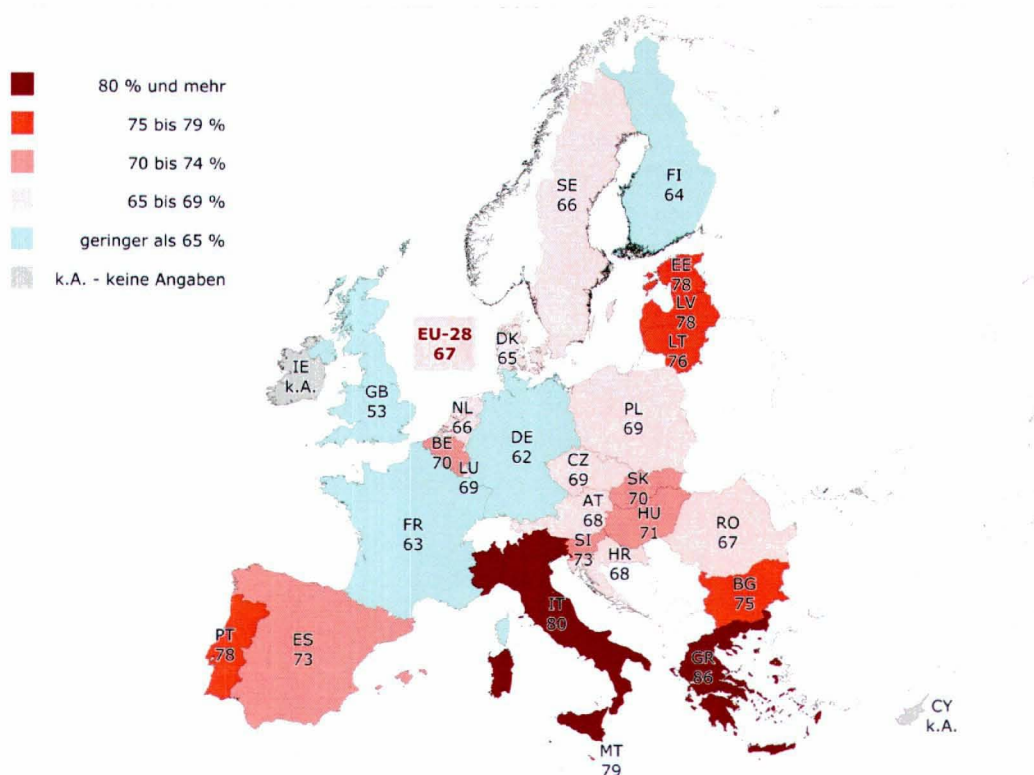 80 % und mehr
75 bis 79 %
70 bis 74 %
65 bis 69 %
geringer als 65 %
k.A. - keine Angaben
SE
66
FI
64
EE
78
LV
78
LT
76
EU-28
67
DK
65
IE
k.A.
GB
53
NL
66
BE
70
LU
69
DE
62
PL
69
CZ
69
SK
70
AT
68
HU
71
SI
73
HR
68
RO
67
BG
75
FR
63
PT
78
ES
73
IT
80
GR
86
MT
79
CY
k.A.